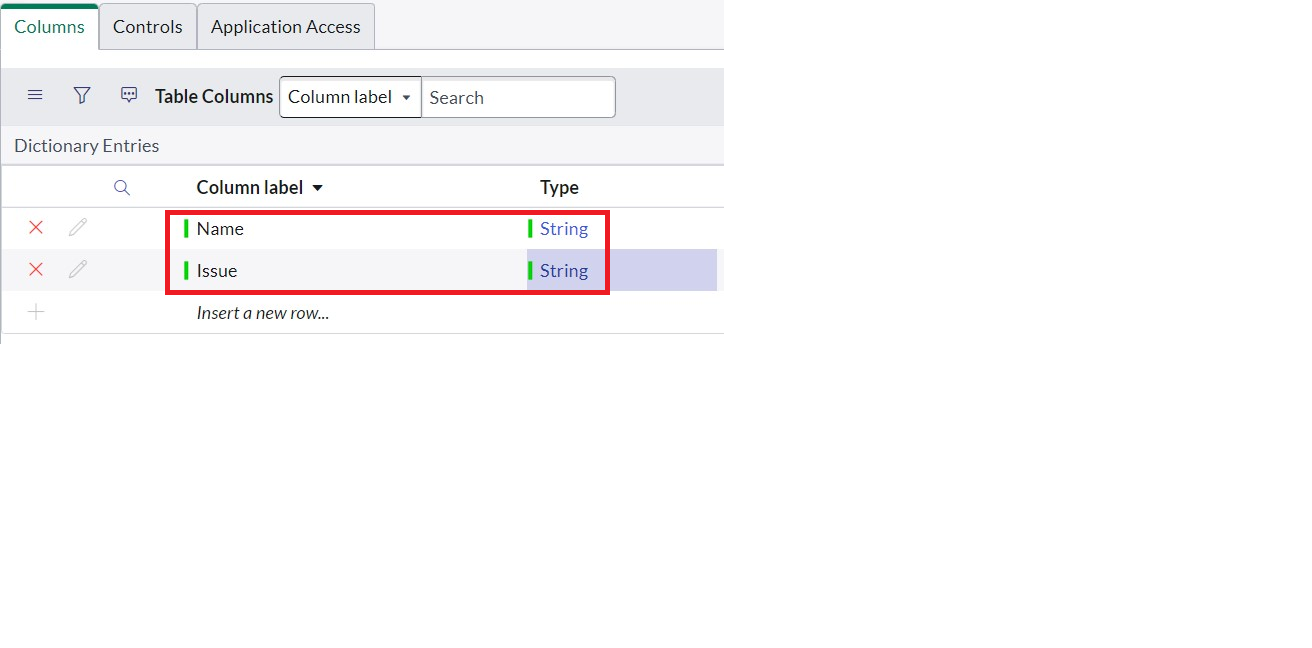 Columns Controls Application Access
Table Columns Column label Search
Dictionary Entries
Column label Type
Name String
Issue String
Insert a new row...